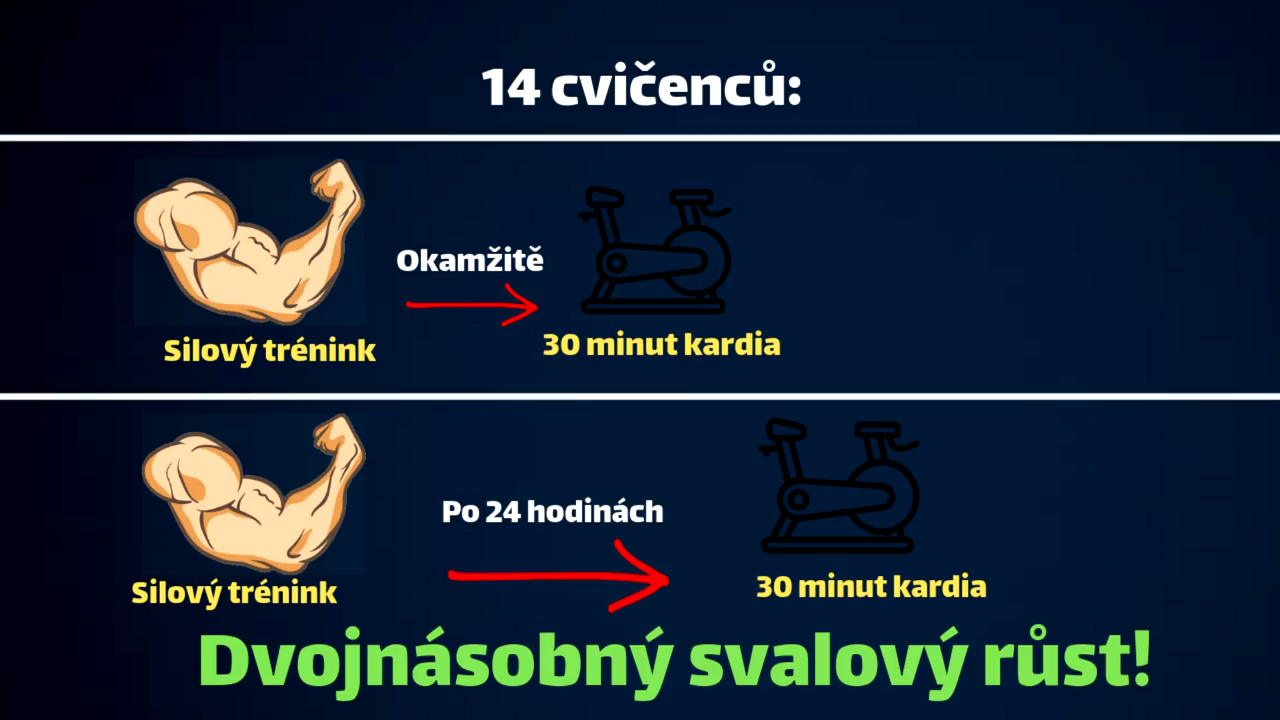 14 cvičenců:
Okamžitě
Silový trénink
30 minut kardia
Po 24 hodinách
Silový trénink
30 minut kardia
Dvojnásobný svalový růst!